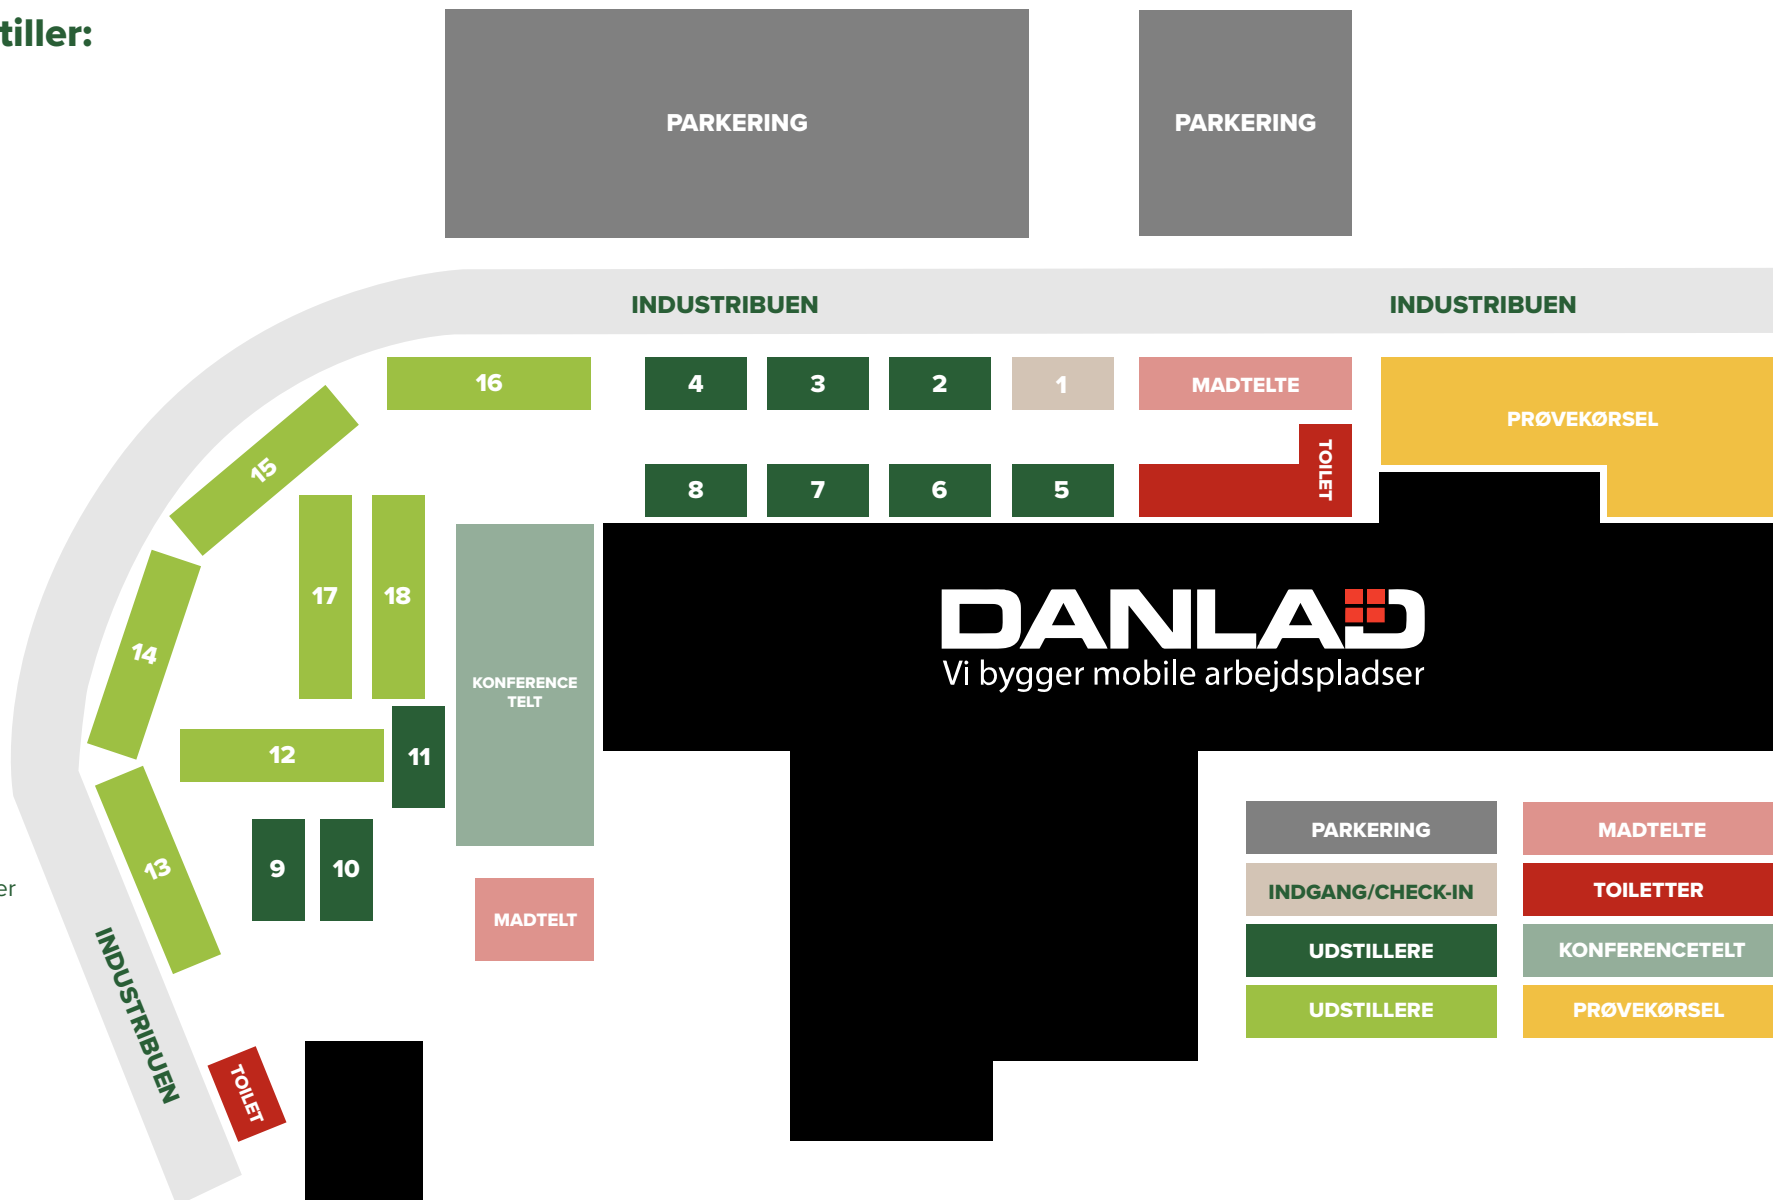 tiller:
PARKERING
PARKERING
INDUSTRIBUEN
INDUSTRIBUEN
16
4
3
2
1
MADTELTE
PRØVEKØRSEL
15
8
7
6
5
TOILET
17
18
14
KONFERENCE
TELT
DANLAD
Vi bygger mobile arbejdspladser
12
11
13
9
10
er
MADTELT
INDUSTRIBUEN
TOILET
PARKERING
MADTELTE
INDGANG/CHECK-IN
TOILETTER
UDSTILLERE
KONFERENCETELT
UDSTILLERE
PRØVEKØRSEL